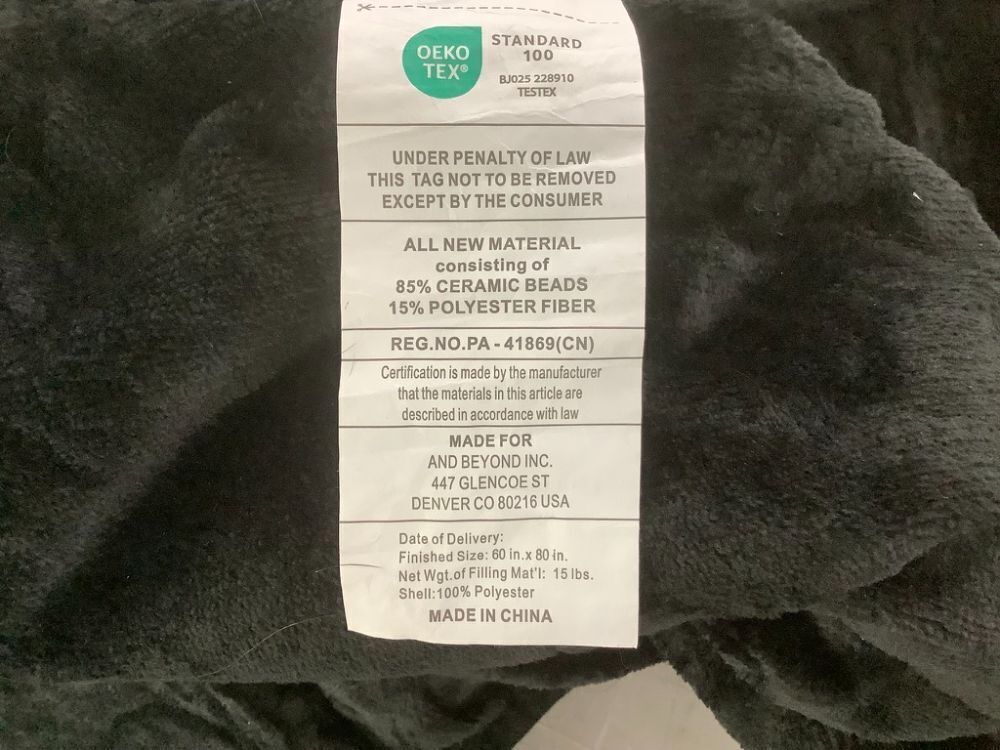 OEKO
TEX®
STANDARD
100
BJ025 228910
TESTEX
UNDER PENALTY OF LAW
THIS TAG NOT TO BE REMOVED
EXCEPT BY THE CONSUMER
ALL NEW MATERIAL
consisting of
85% CERAMIC BEADS
15% POLYESTER FIBER
REG.NO.PA - 41869(CN)
Certification is made by the manufacturer
that the materials in this article are
described in accordance with law
MADE FOR
AND BEYOND INC.
447 GLENCOE ST
DENVER CO 80216 USA
Date of Delivery:
Finished Size: 60 in.x 80 in.
Net Wgt.of Filling Mat'l: 15 lbs.
Shell:100% Polyester
MADE IN CHINA